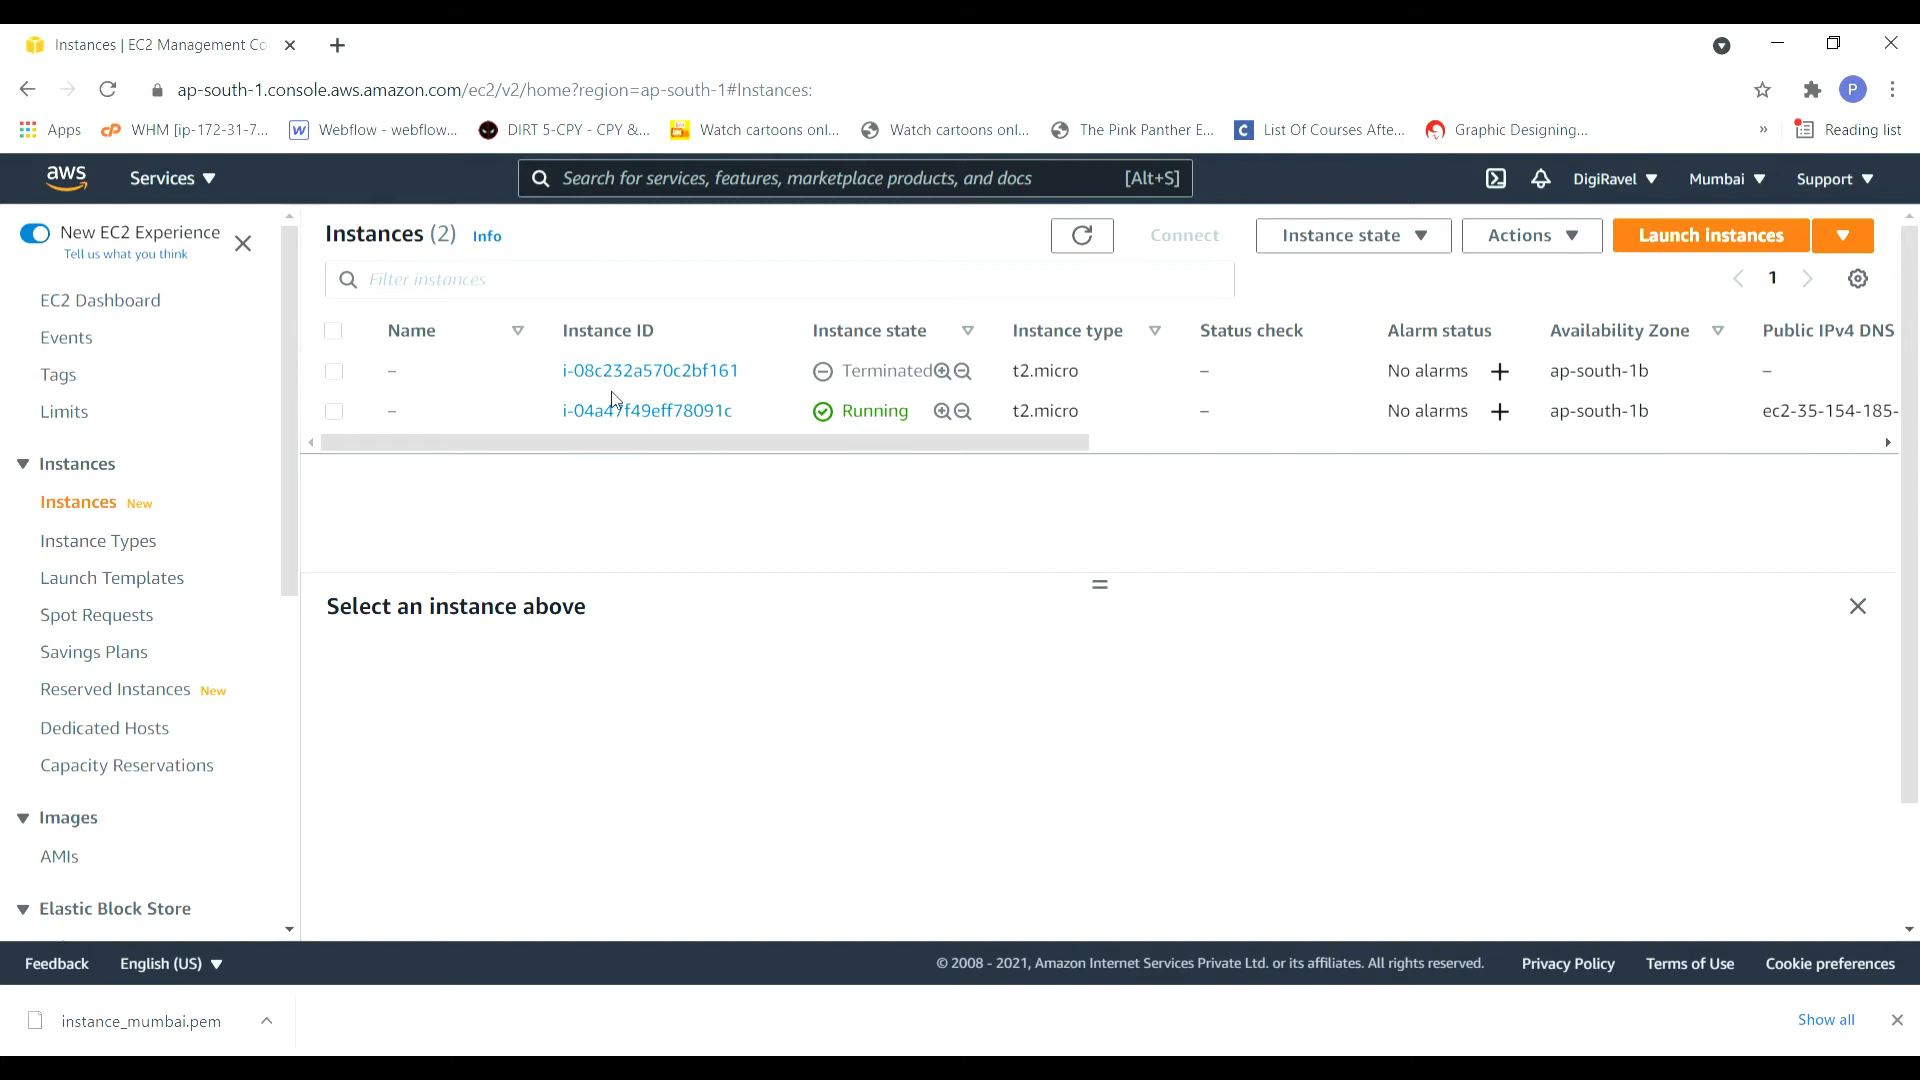 Instances | EC2 Management Co
ap-south-1.console.aws.amazon.com/ec2/v2/home?region=ap-south-1#Instances:
P
Apps
cP WHM [ip-172-31-7...
W Webflow - webflow...
DIRT 5-CPY - CPY &...
Watch cartoons onl...
Watch cartoons onl...
The Pink Panther E...
C List Of Courses Afte...
Graphic Designing...
»
Reading list
aws
Services
Search for services, features, marketplace products, and docs [Alt+S]
DigiRavel
Mumbai
Support
New EC2 Experience
Tell us what you think
EC2 Dashboard
Events
Tags
Limits
Instances
Instances New
Instance Types
Launch Templates
Spot Requests
Savings Plans
Reserved Instances New
Dedicated Hosts
Capacity Reservations
Images
AMIs
Elastic Block Store
Instances (2) Info
Connect
Instance state
Actions
Launch instances
Filter instances
1
Name Instance ID Instance state Instance type Status check Alarm status Availability Zone Public IPv4 DNS
– i-08c232a570c2bf161 Terminated t2.micro – No alarms + ap-south-1b –
– i-04a47f49eff78091c Running t2.micro – No alarms + ap-south-1b ec2-35-154-185-
Select an instance above
Feedback English (US) © 2008 - 2021, Amazon Internet Services Private Ltd. or its affiliates. All rights reserved. Privacy Policy Terms of Use Cookie preferences
instance_mumbai.pem
Show all